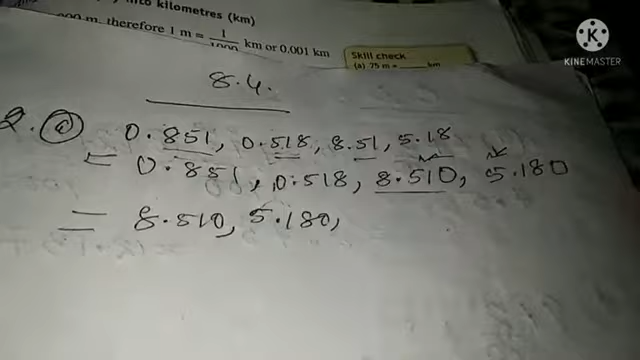 into kilometres (km)
000 m, therefore 1 m = 1/1000 km or 0.001 km
Skill check
(a) 75 m = ______ km
KINEMASTER
8.4.
2. (a) 0.851, 0.518, 8.51, 5.18
= 0.851, 0.518, 8.510, 5.180
= 8.510, 5.180,